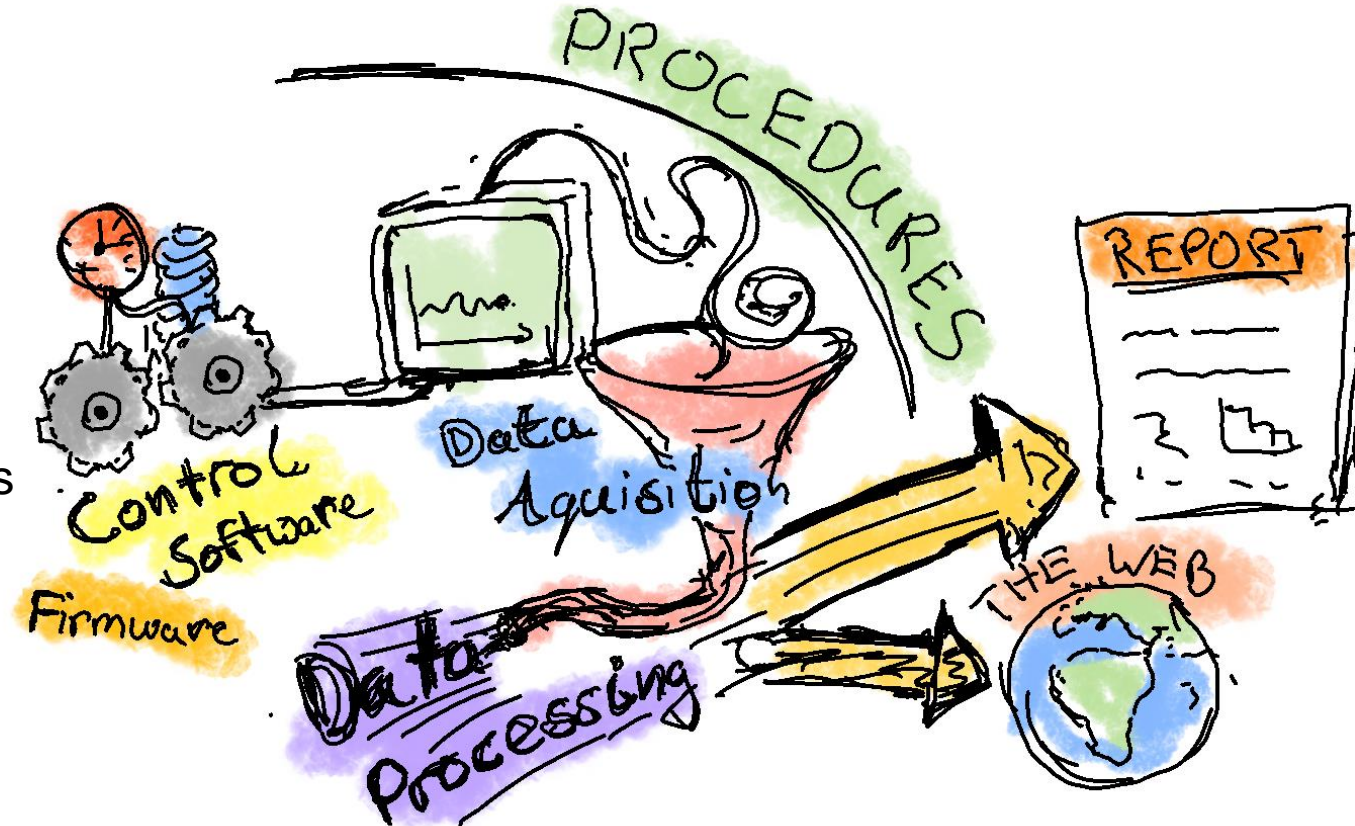 PROCEDURES
REPORT
Data
Aquisition
s
Control
Software
Firmware
THE WEB
Data
Processing